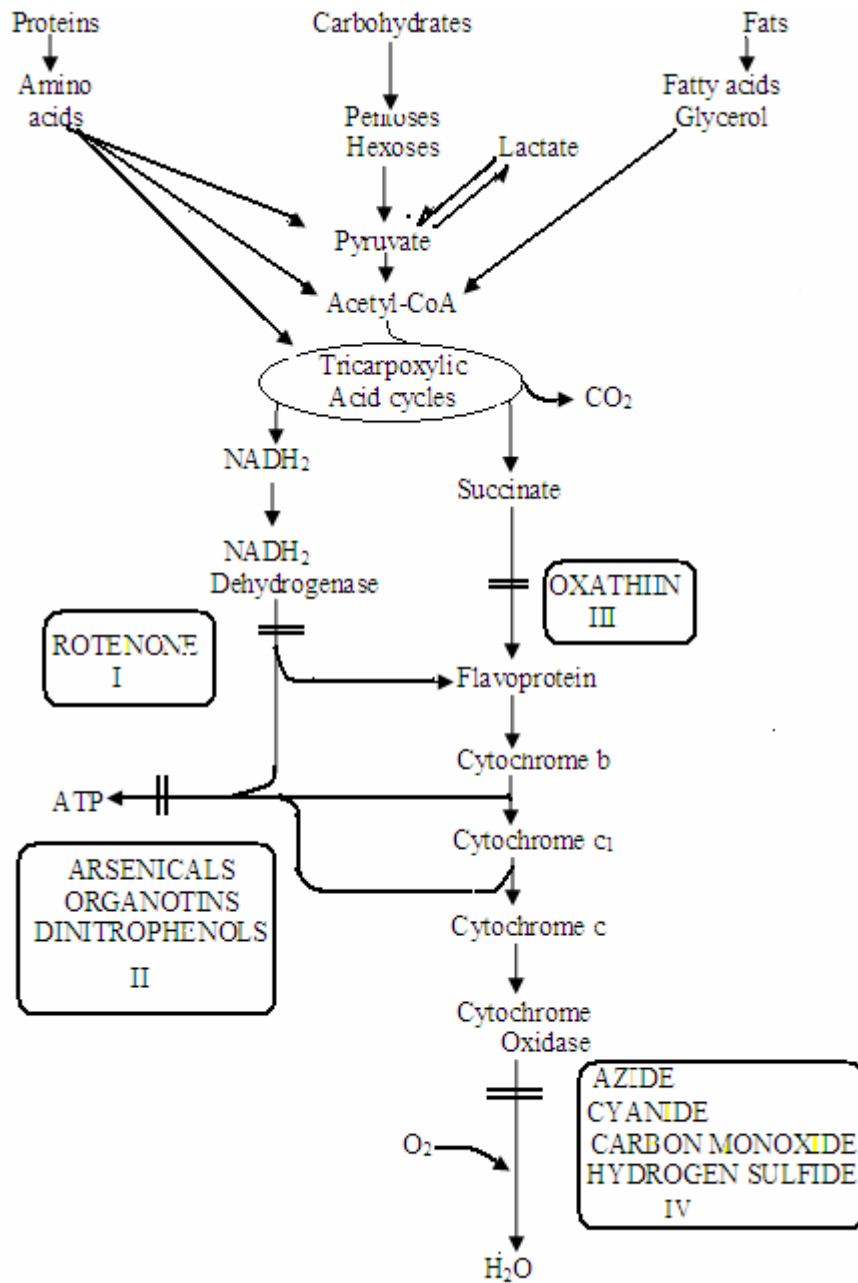 Proteins
Carbohydrates
Fats
Amino
acids
Pentoses
Hexoses
Lactate
Fatty acids
Glycerol
Pyruvate
Acetyl-CoA
Tricarpoxylic
Acid cycles
CO₂
NADH₂
Succinate
NADH₂
Dehydrogenase
OXATHIIN
III
ROTENONE
I
Flavoprotein
Cytochrome b
ATP
Cytochrome c₁
ARSENICALS
ORGANOTINS
DINITROPHENOLS
II
Cytochrome c
Cytochrome
Oxidase
AZIDE
CYANIDE
CARBON MONOXIDE
HYDROGEN SULFIDE
IV
O₂
H₂O